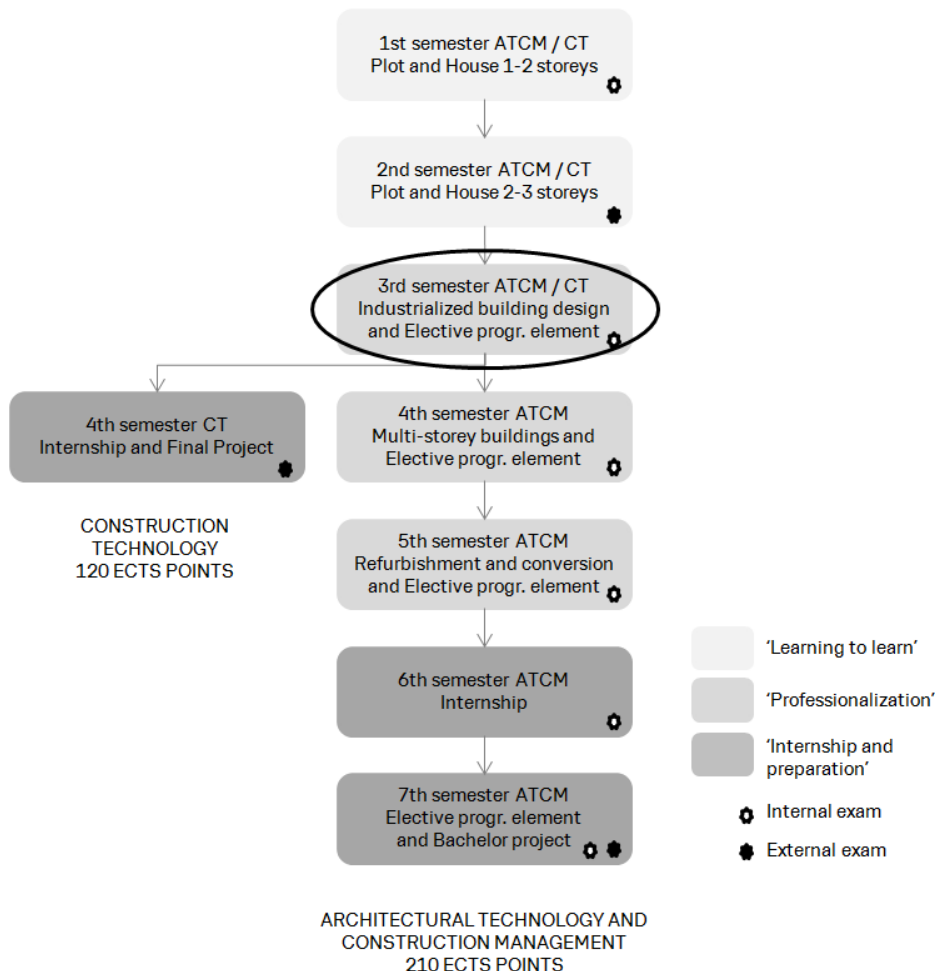 1st semester ATCM / CT
Plot and House 1-2 storeys
2nd semester ATCM / CT
Plot and House 2-3 storeys
3rd semester ATCM / CT
Industrialized building design
and Elective progr. element
4th semester CT
Internship and Final Project
CONSTRUCTION
TECHNOLOGY
120 ECTS POINTS
4th semester ATCM
Multi-storey buildings and
Elective progr. element
5th semester ATCM
Refurbishment and conversion
and Elective progr. element
6th semester ATCM
Internship
7th semester ATCM
Elective progr. element
and Bachelor project
ARCHITECTURAL TECHNOLOGY AND
CONSTRUCTION MANAGEMENT
210 ECTS POINTS
‘Learning to learn’
‘Professionalization’
‘Internship and
preparation’
Internal exam
External exam